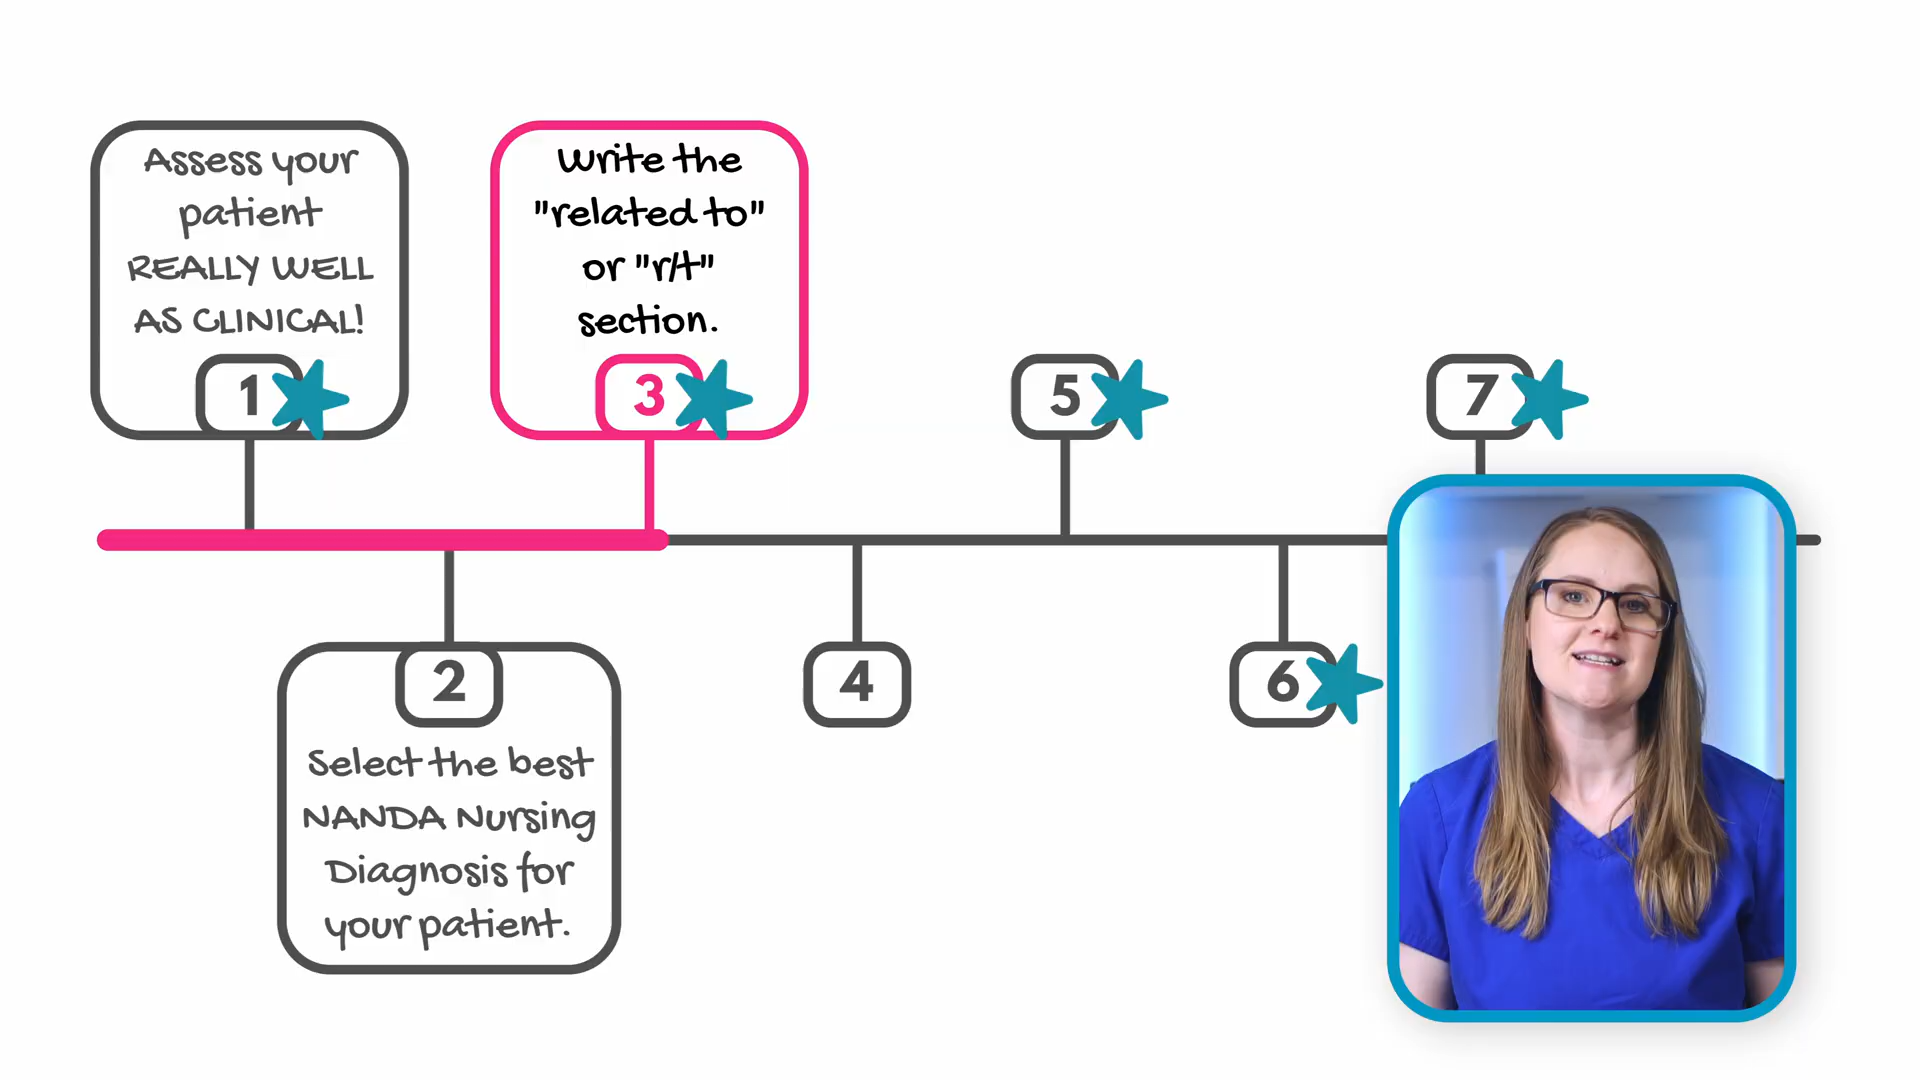 Assess your
patient
REALLY WELL
AS CLINICAL!
1
Write the
"related to"
or "r/t"
section.
3
5
7
2
Select the best
NANDA Nursing
Diagnosis for
your patient.
4
6